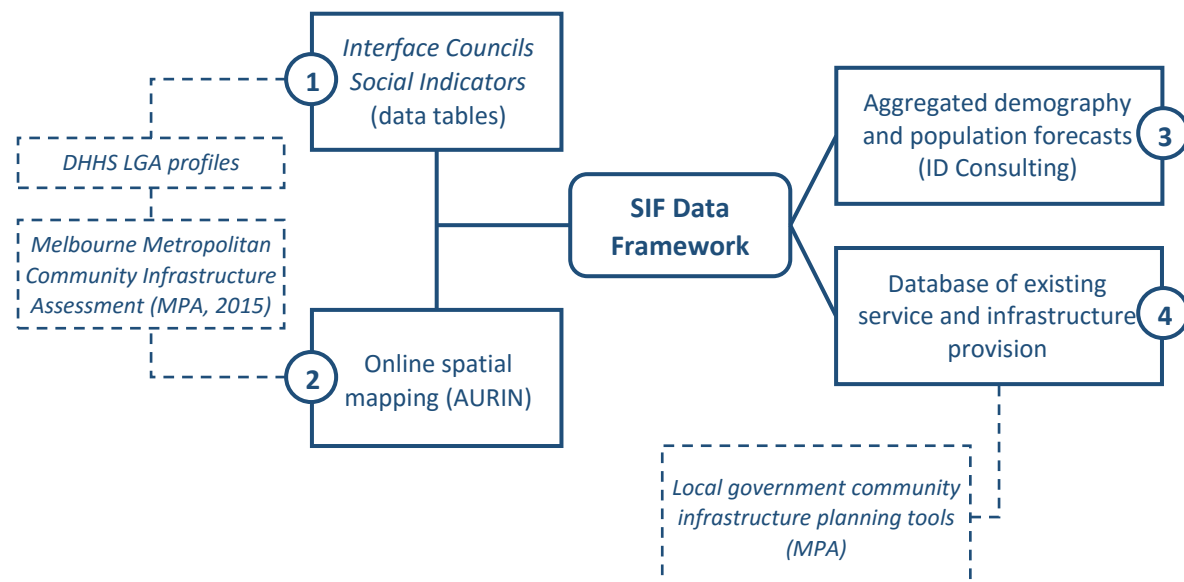 Interface Councils
Social Indicators
(data tables)
1
DHHS LGA profiles
Melbourne Metropolitan
Community Infrastructure
Assessment (MPA, 2015)
2
Online spatial
mapping (AURIN)
SIF Data
Framework
Aggregated demography
and population forecasts
(ID Consulting)
3
Database of existing
service and infrastructure
provision
4
Local government community
infrastructure planning tools
(MPA)